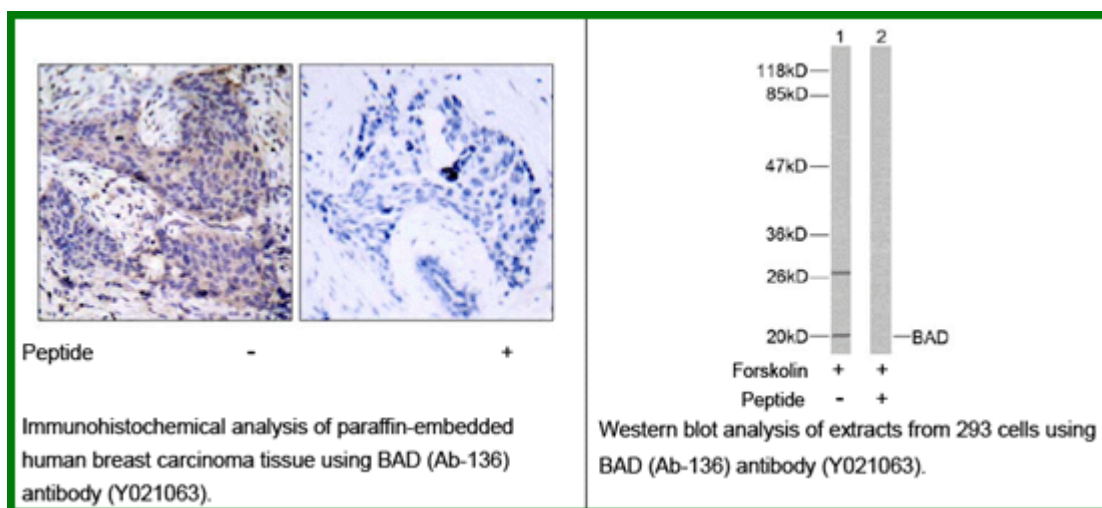 Peptide - +
Immunohistochemical analysis of paraffin-embedded
human breast carcinoma tissue using BAD (Ab-136)
antibody (Y021063).
1 2
118kD
85kD
47kD
36kD
26kD
20kD BAD
Forskolin + +
Peptide - +
Western blot analysis of extracts from 293 cells using
BAD (Ab-136) antibody (Y021063).